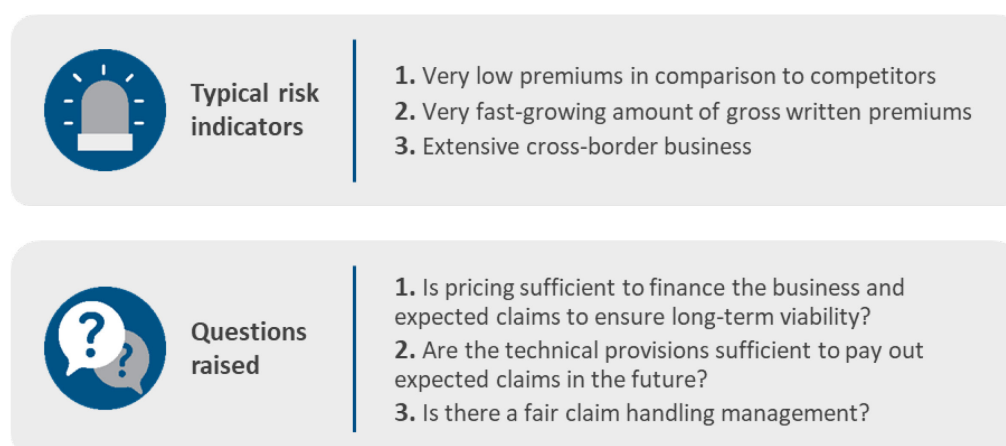 Typical risk
indicators
1. Very low premiums in comparison to competitors
2. Very fast-growing amount of gross written premiums
3. Extensive cross-border business
Questions
raised
1. Is pricing sufficient to finance the business and
expected claims to ensure long-term viability?
2. Are the technical provisions sufficient to pay out
expected claims in the future?
3. Is there a fair claim handling management?